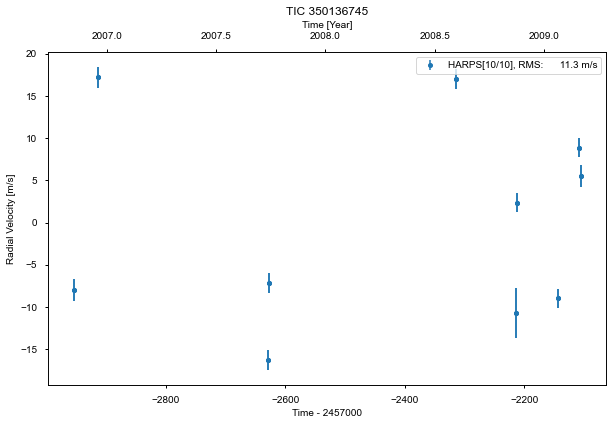 TIC 350136745
Time [Year]
2007.0 2007.5 2008.0 2008.5 2009.0
HARPS[10/10], RMS: 11.3 m/s
20
15
10
5
0
−5
−10
−15
Radial Velocity [m/s]
−2800 −2600 −2400 −2200
Time - 2457000